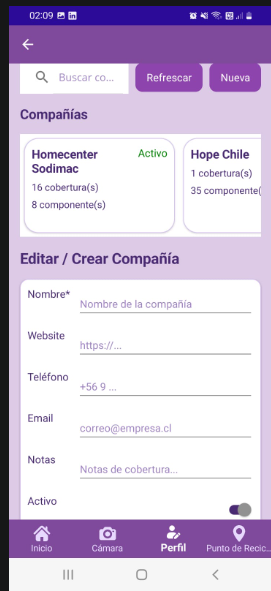 02:09
Buscar co...
Refrescar
Nueva
Compañías
Homecenter Sodimac
Activo
16 cobertura(s)
8 componente(s)
Hope Chile
1 cobertura(s)
35 componente(
Editar / Crear Compañía
Nombre*
Nombre de la compañía
Website
https://...
Teléfono
+56 9 ...
Email
correo@empresa.cl
Notas
Notas de cobertura...
Activo
Inicio
Cámara
Perfil
Punto de Recic...